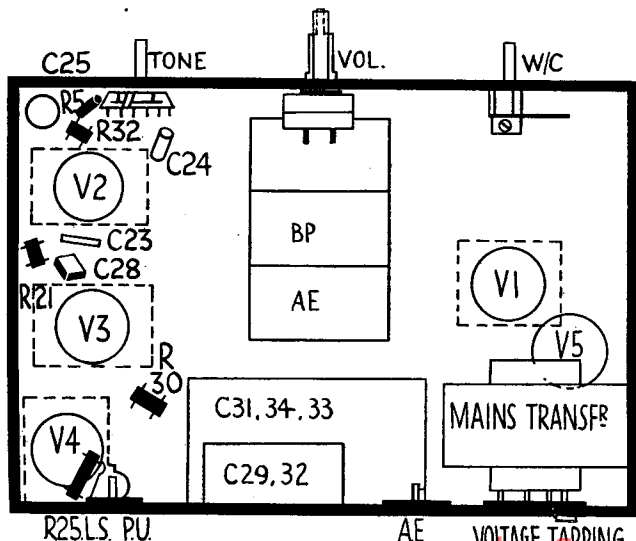 C25
TONE
VOL.
W/C
R5
R32
C24
V2
C23
C28
R21
BP
AE
V1
V3
V5
R
30
C31, 34, 33
MAINS TRANSFR
V4
C29, 32
R25.L.S. P.U.
AE
VOLTAGE TAPPING